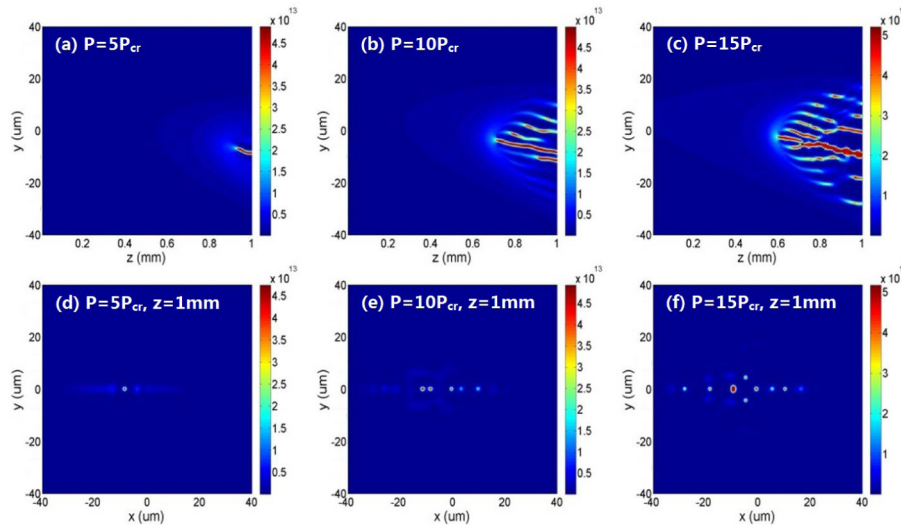 x 10^13
(a) P=5Pcr
40
20
0
-20
-40
y (um)
0.2 0.4 0.6 0.8 1
z (mm)
4.5
4
3.5
3
2.5
2
1.5
1
0.5
x 10^13
(b) P=10Pcr
40
20
0
-20
-40
y (um)
0.2 0.4 0.6 0.8 1
z (mm)
4.5
4
3.5
3
2.5
2
1.5
1
0.5
x 10^13
(c) P=15Pcr
40
20
0
-20
-40
y (um)
0.2 0.4 0.6 0.8 1
z (mm)
5
4
3
2
1
x 10^13
(d) P=5Pcr, z=1mm
40
20
0
-20
-40
y (um)
-40 -20 0 20 40
x (um)
4.5
4
3.5
3
2.5
2
1.5
1
0.5
x 10^13
(e) P=10Pcr, z=1mm
40
20
0
-20
-40
y (um)
-40 -20 0 20 40
x (um)
4.5
4
3.5
3
2.5
2
1.5
1
0.5
x 10^13
(f) P=15Pcr, z=1mm
40
20
0
-20
-40
y (um)
-40 -20 0 20 40
x (um)
5
4
3
2
1